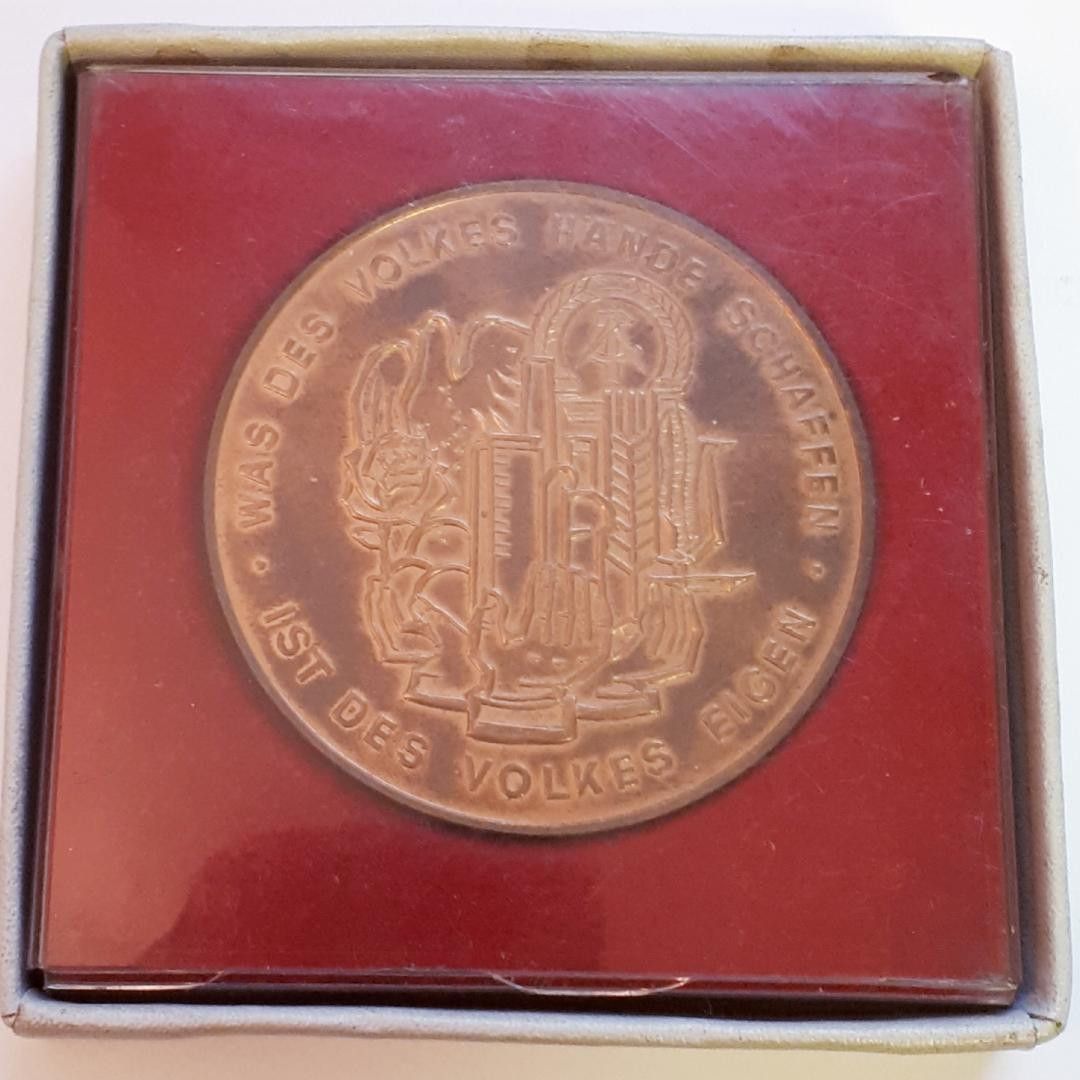 WAS DES VOLKES HÄNDE SCHAFFEN
IST DES VOLKES EIGEN